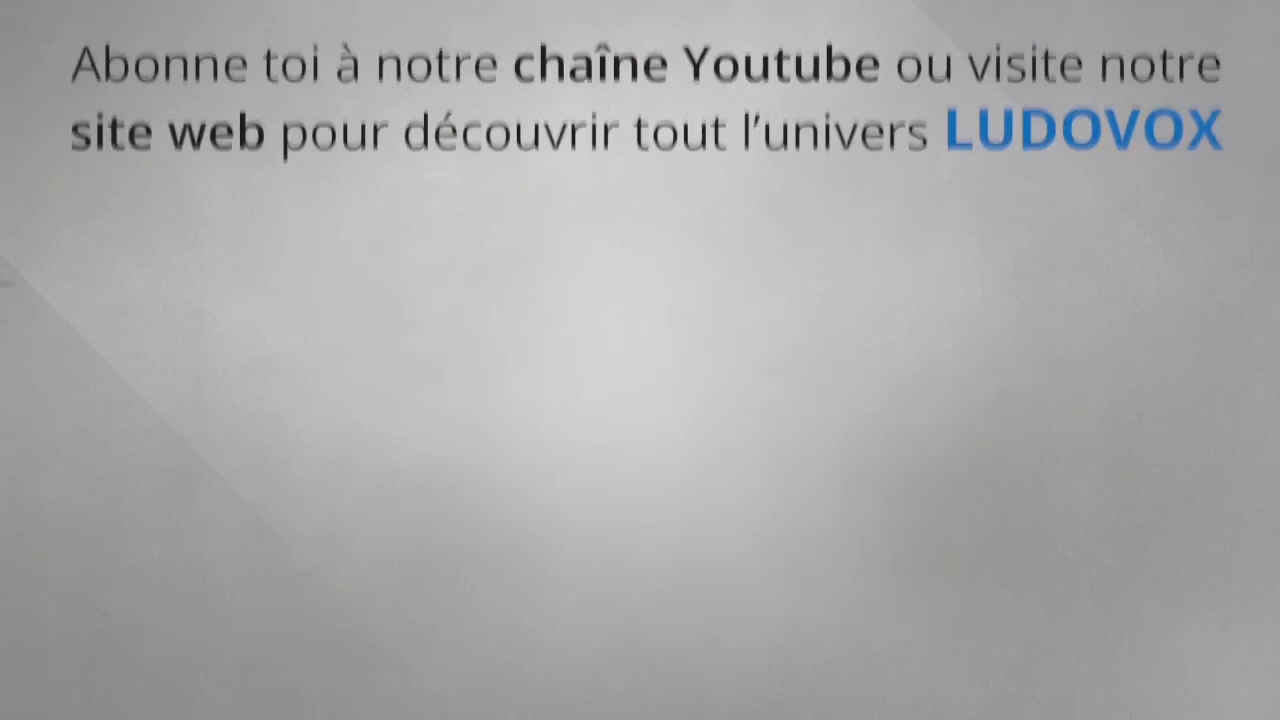 Abonne toi à notre chaîne Youtube ou visite notre
site web pour découvrir tout l’univers LUDOVOX